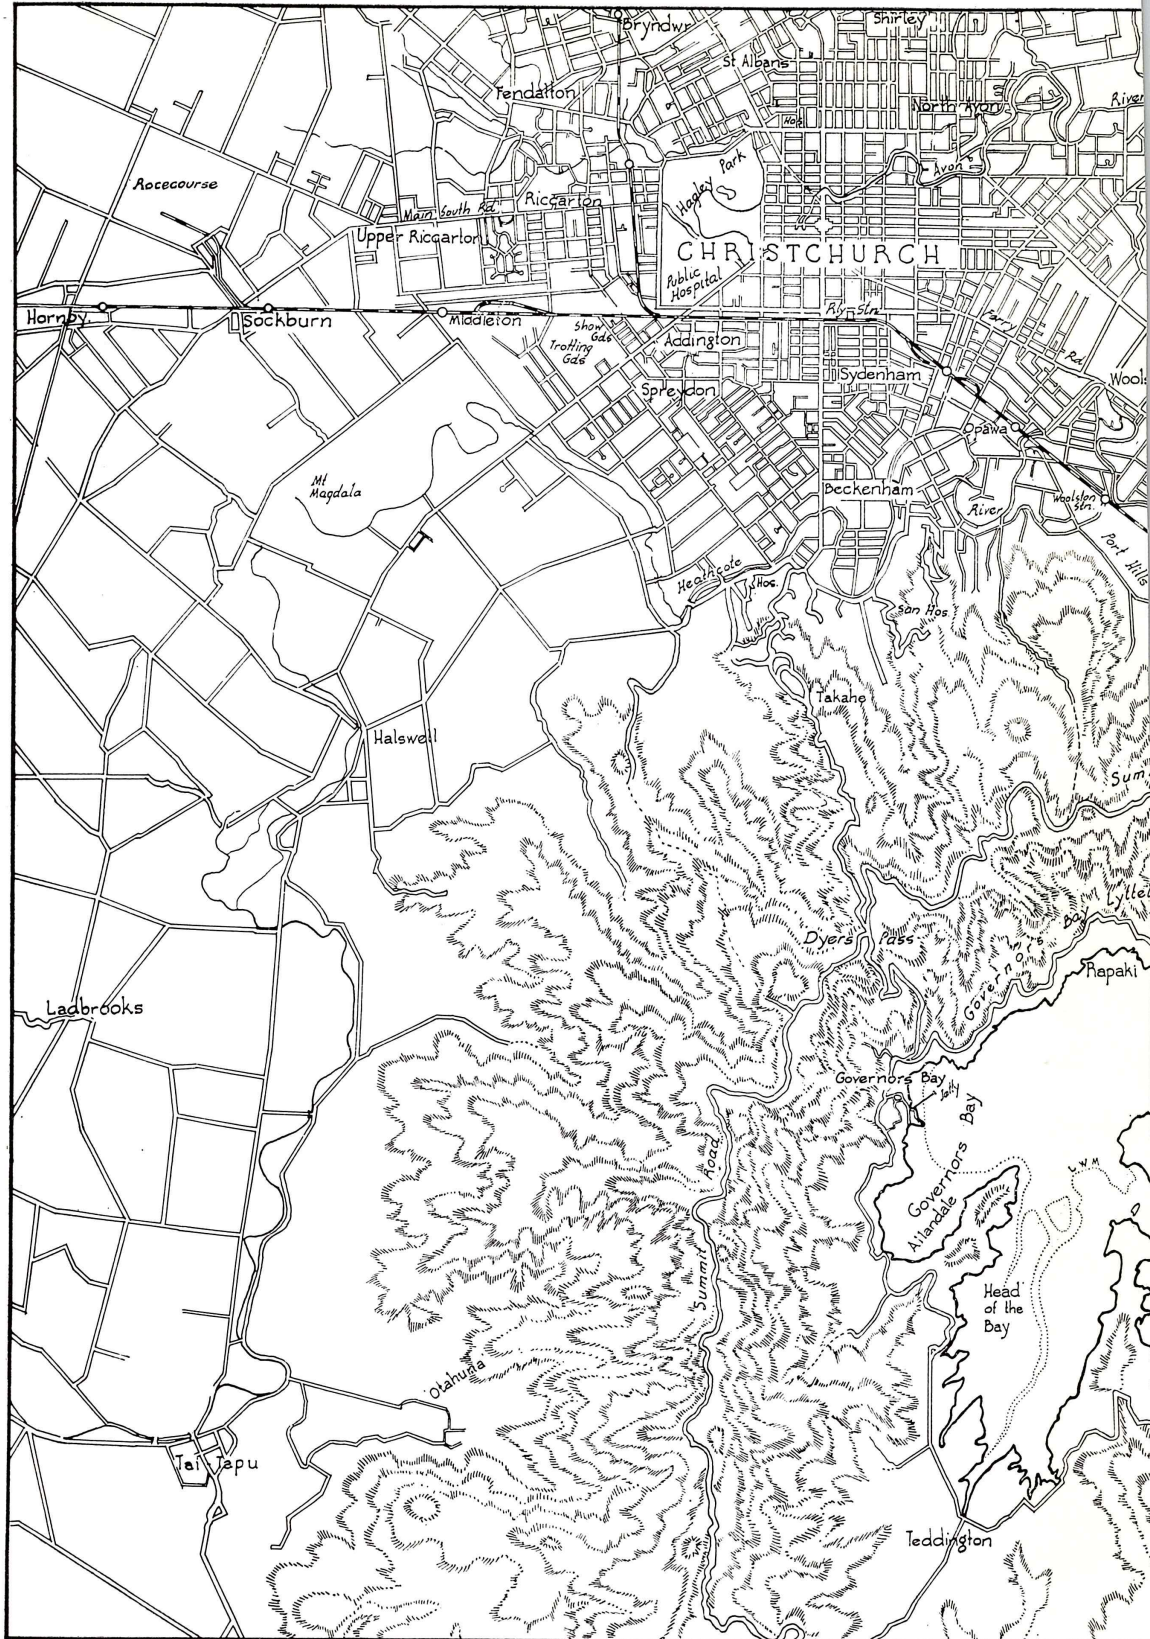 Bryndwr
Shirley
St Albans
Fendalton
North Avon
River
Hos.
Avon
Racecourse
Hagley Park
Riccarton
Main South Rd.
Upper Riccarton
CHRISTCHURCH
Public
Hospital
Hornby.
Sockburn
Middleton
Show
Gds
Trotting
Gds
Addington
Rly Stn.
Ferry
Rd.
Sydenham
Wools
Spreydon
Opawa
Mt
Magdala
Beckenham
River
Woolston
Stn.
Port Hills
Heathcote
Hos.
San Hos.
Takahe
Halswell
Sum
Dyers Pass
Governors Bay
Lyttel
Rapaki
Ladbrooks
Governors Bay
Jetty
Governors Bay
Allandale
L.W.M
Summit Road
Head
of the
Bay
Otahuna
Tai Tapu
Teddington